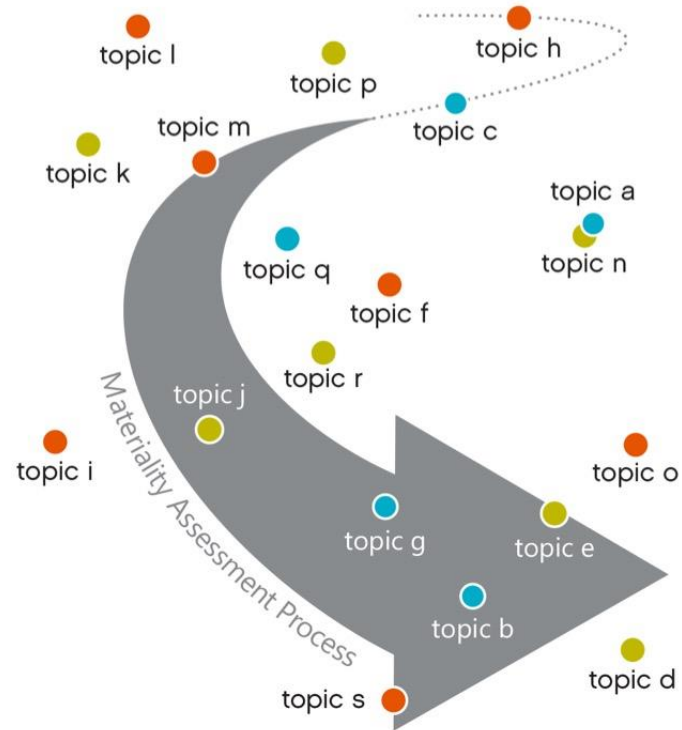 topic l
topic h
topic p
topic m
topic c
topic k
topic a
topic q
topic n
topic f
topic r
topic j
Materiality Assessment Process
topic i
topic o
topic g
topic e
topic b
topic d
topic s